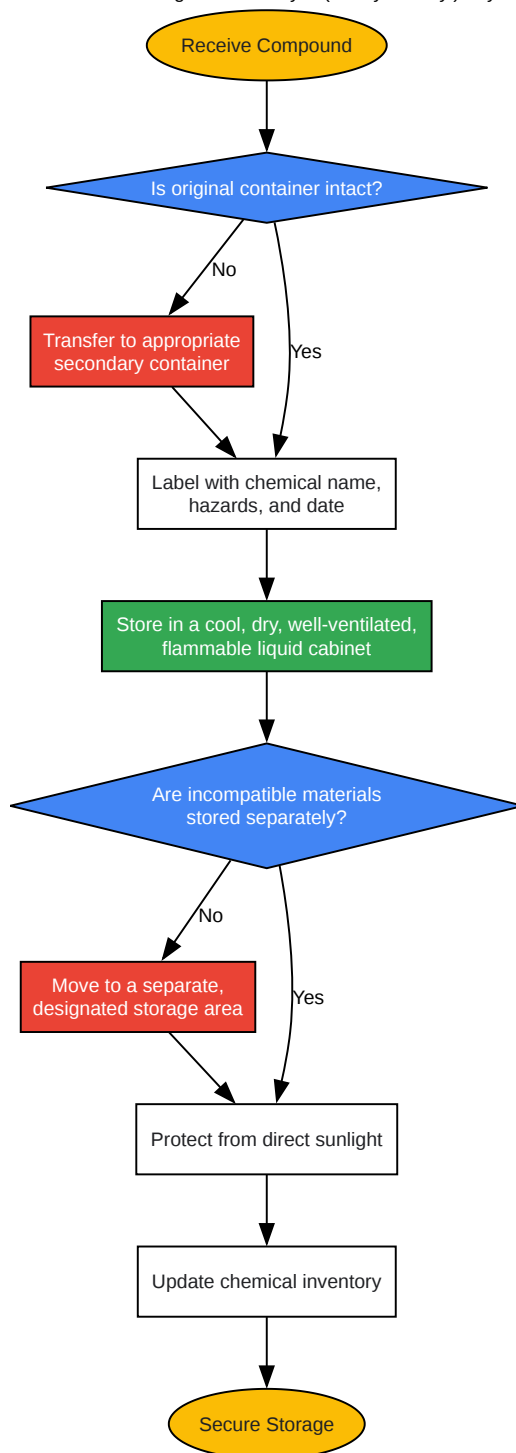 Receive Compound
Is original container intact?
No
Transfer to appropriate
secondary container
Yes
Label with chemical name,
hazards, and date
Store in a cool, dry, well-ventilated,
flammable liquid cabinet
Are incompatible materials
stored separately?
No
Move to a separate,
designated storage area
Yes
Protect from direct sunlight
Update chemical inventory
Secure Storage